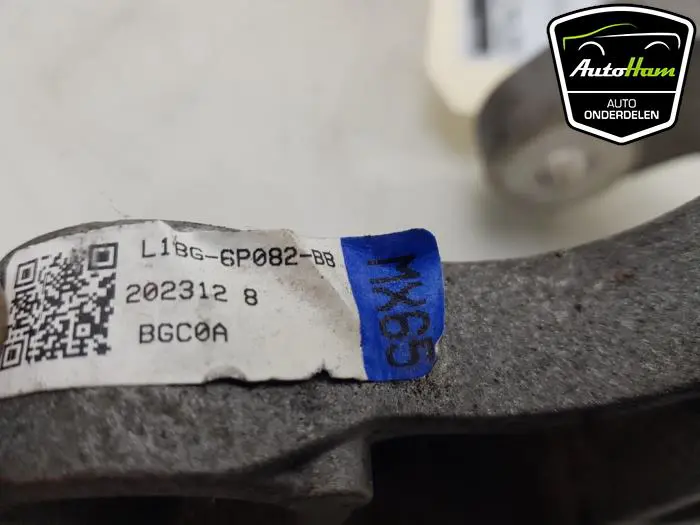 AutoHam
AUTO
ONDERDELEN
L1BG-6P082-BB
202312 8
BGC0A
MX65